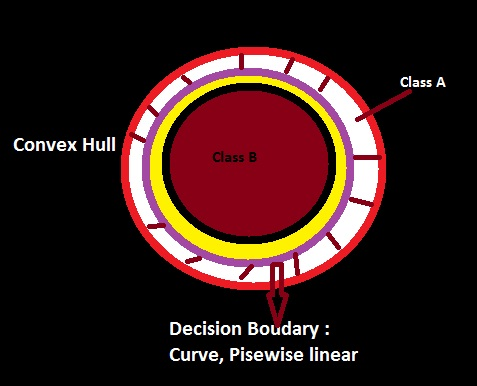 Class A
Convex Hull
Class B
Decision Boudary :
Curve, Pisewise linear